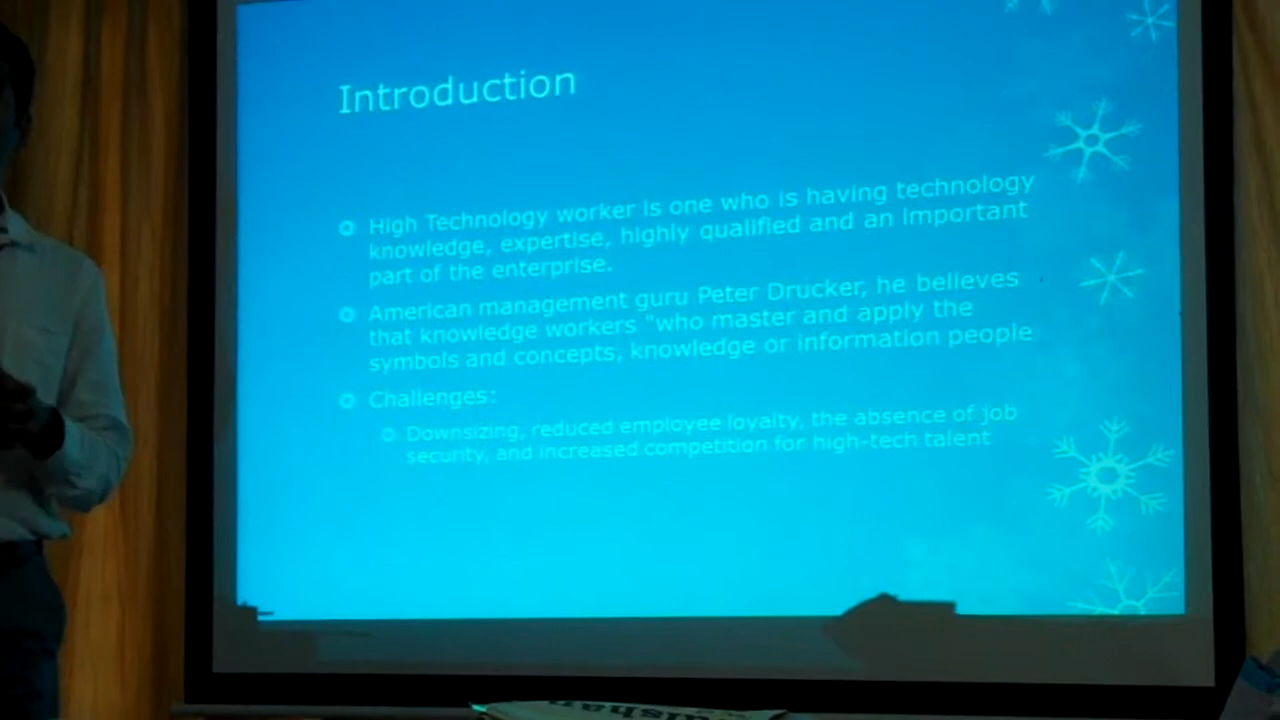 Introduction
High Technology worker is one who is having technology
knowledge, expertise, highly qualified and an important
part of the enterprise.
American management guru Peter Drucker, he believes
that knowledge workers "who master and apply the
symbols and concepts, knowledge or information people
Challenges:
Downsizing, reduced employee loyalty, the absence of job
security, and increased competition for high-tech talent